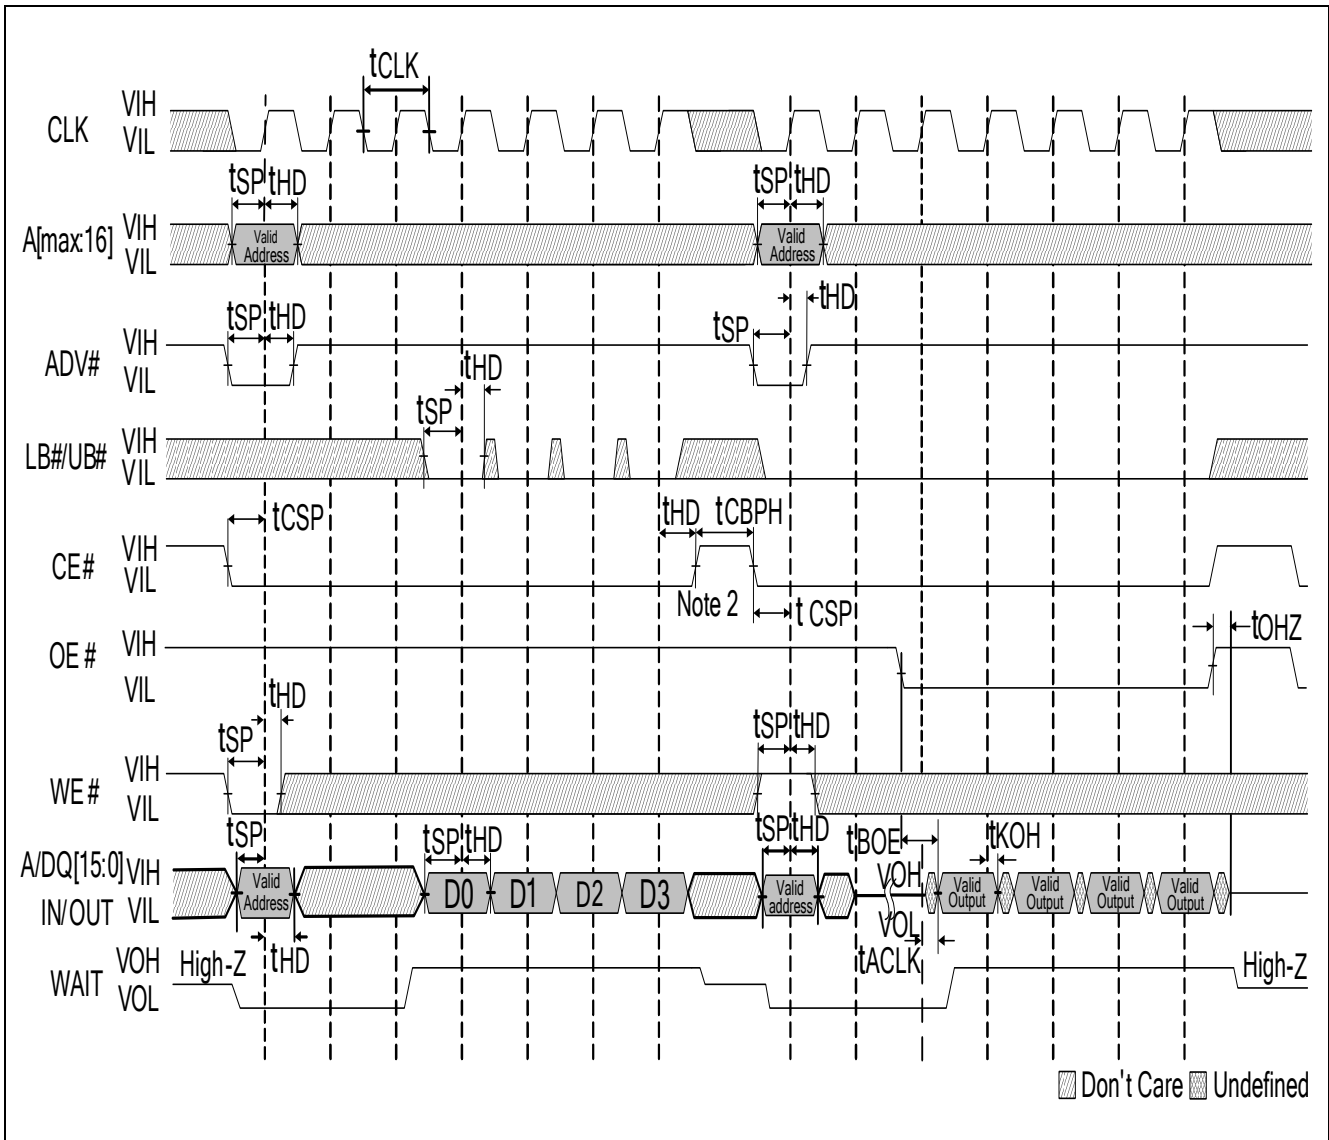 tCLK
VIH
CLK
VIL
tSP tHD tSP tHD
A[max:16] VIH
VIL
Valid Address
Valid Address
tHD
tSP tHD
tSP
VIH
ADV#
VIL
tHD
tSP
VIH
LB#/UB#
VIL
tCSP
tHD tCBPH
VIH
CE#
VIL
Note 2
t CSP
OE # VIH
VIL
tOHZ
tHD
tSP
tSP tHD
VIH
WE #
VIL
tSP
tSP tHD
tSP tHD
tBOE
tKOH
A/DQ[15:0] VIH
IN/OUT VIL
Valid Address
D0 D1 D2 D3
Valid address
VOH
VOL
Valid Output
Valid Output
Valid Output
Valid Output
tHD
tACLK
VOH High-Z
WAIT
VOL
High-Z
Don't Care Undefined